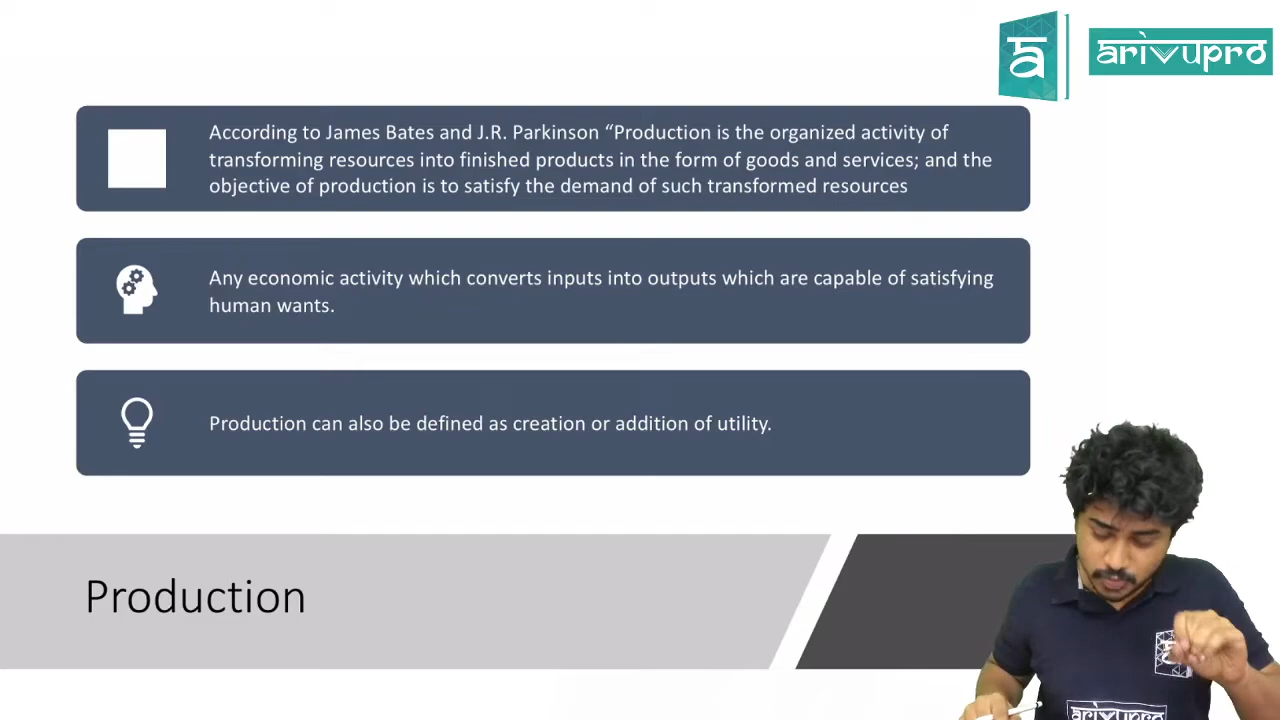 arivupro
According to James Bates and J.R. Parkinson “Production is the organized activity of
transforming resources into finished products in the form of goods and services; and the
objective of production is to satisfy the demand of such transformed resources
Any economic activity which converts inputs into outputs which are capable of satisfying
human wants.
Production can also be defined as creation or addition of utility.
Production
arivupro